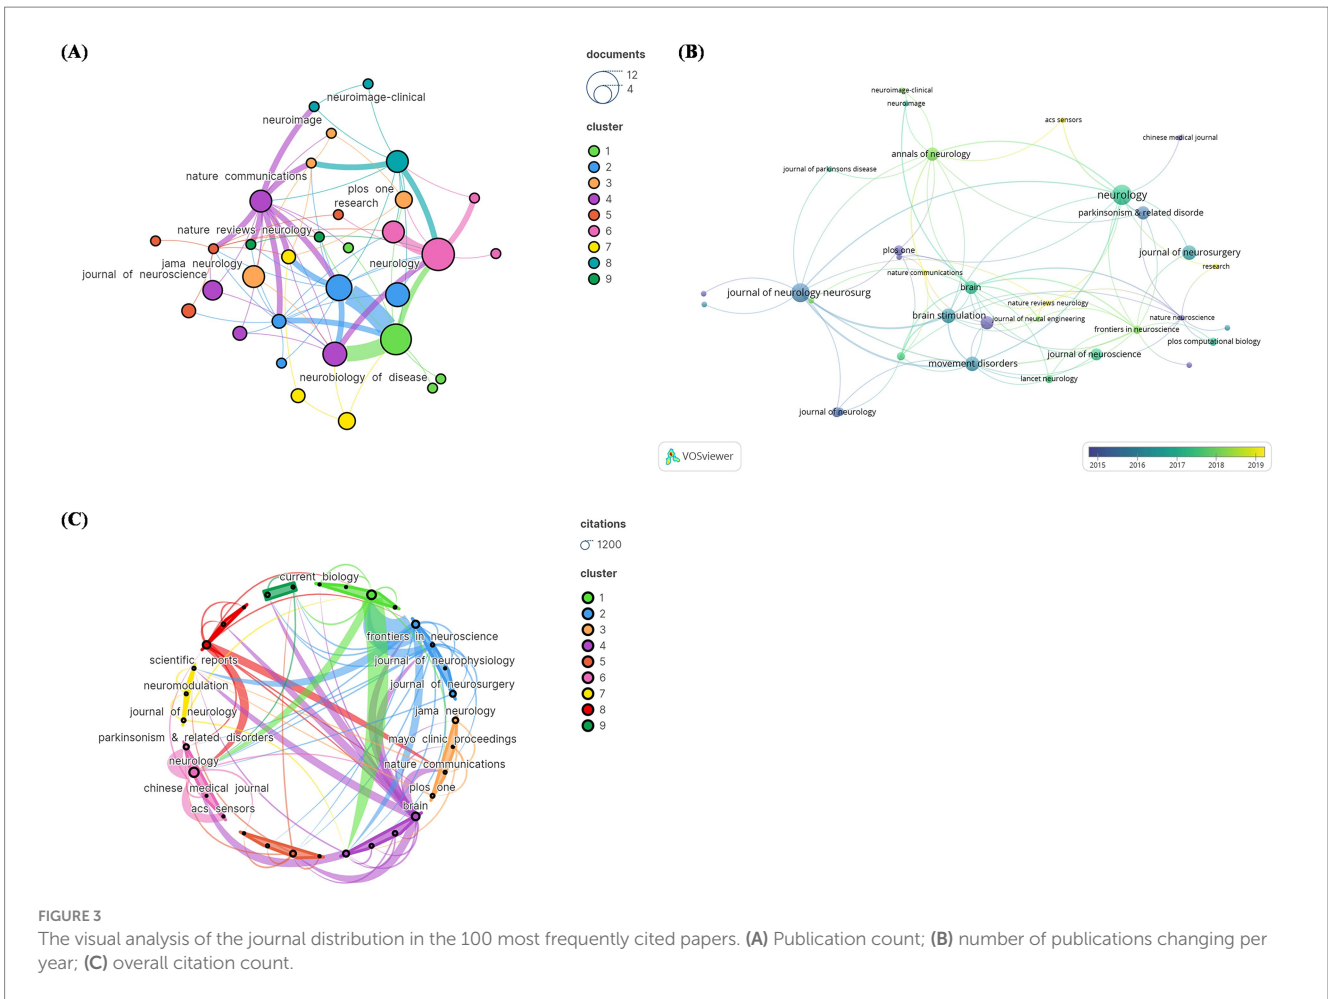 (A)
documents
12
4
cluster
1
2
3
4
5
6
7
8
9
neuroimage-clinical
neuroimage
nature communications
plos one
research
nature reviews neurology
neurology
jama neurology
journal of neuroscience
neurobiology of disease
(B)
neuroimage-clinical
neuroimage
acs sensors
chinese medical journal
annals of neurology
journal of parkinsons disease
neurology
parkinsonism & related disorde
plos one
journal of neurosurgery
research
nature communications
brain
journal of neurology neurosurg
nature reviews neurology
brain stimulation
journal of neural engineering
nature neuroscience
frontiers in neuroscience
plos computational biology
journal of neuroscience
movement disorders
lancet neurology
journal of neurology
VOSviewer
2015 2016 2017 2018 2019
(C)
citations
1200
cluster
1
2
3
4
5
6
7
8
9
current biology
frontiers in neuroscience
scientific reports
journal of neurophysiology
neuromodulation
journal of neurosurgery
journal of neurology
jama neurology
parkinsonism & related disorders
mayo clinic proceedings
neurology
nature communications
chinese medical journal
plos one
acs sensors
brain
FIGURE 3
The visual analysis of the journal distribution in the 100 most frequently cited papers. (A) Publication count; (B) number of publications changing per
year; (C) overall citation count.